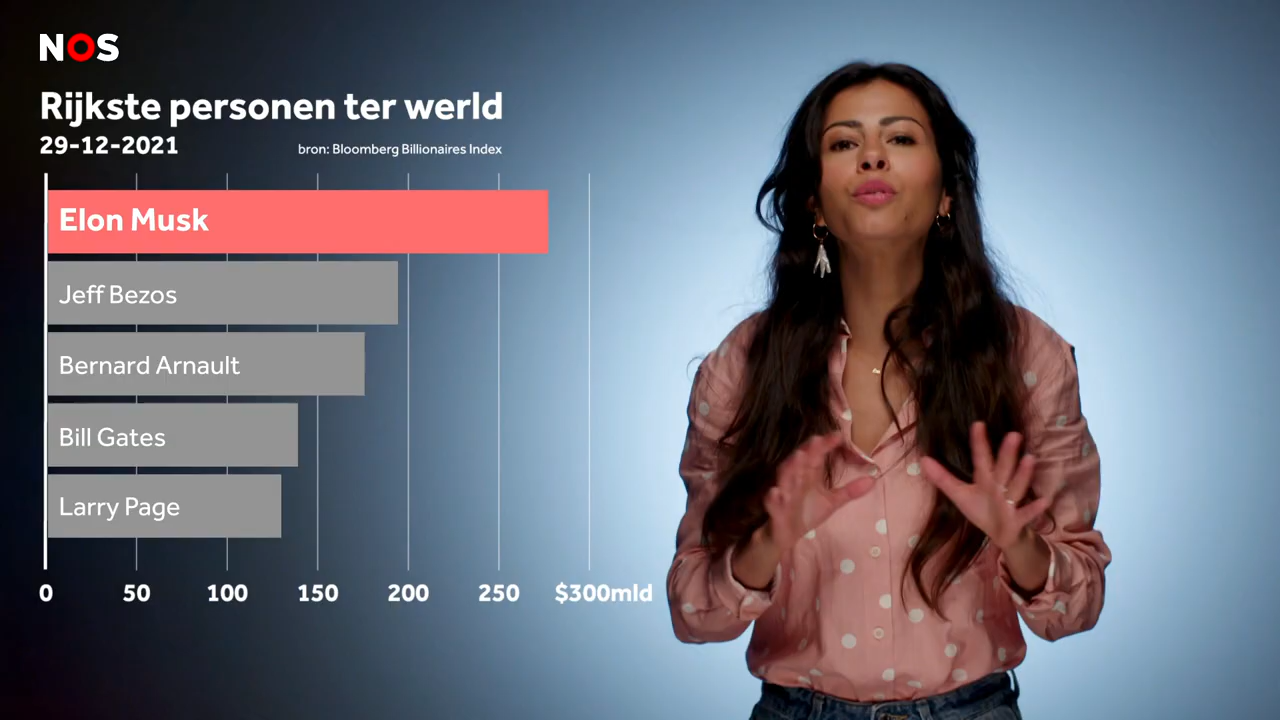 NOS
Rijkste personen ter werld
29-12-2021
bron: Bloomberg Billionaires Index
Elon Musk
Jeff Bezos
Bernard Arnault
Bill Gates
Larry Page
0 50 100 150 200 250 $300mld